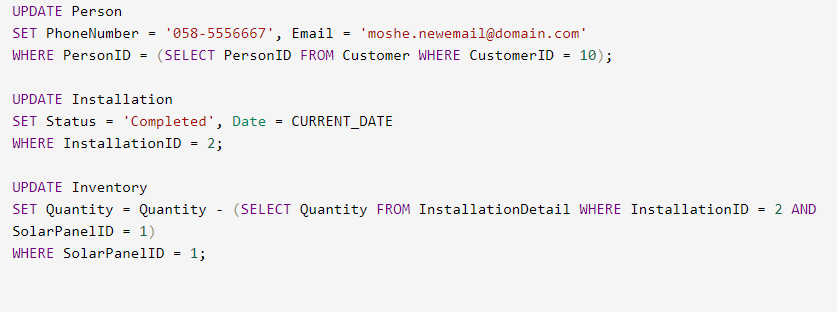 UPDATE Person
SET PhoneNumber = '058-5556667', Email = 'moshe.newemail@domain.com'
WHERE PersonID = (SELECT PersonID FROM Customer WHERE CustomerID = 10);
UPDATE Installation
SET Status = 'Completed', Date = CURRENT_DATE
WHERE InstallationID = 2;
UPDATE Inventory
SET Quantity = Quantity - (SELECT Quantity FROM InstallationDetail WHERE InstallationID = 2 AND
SolarPanelID = 1)
WHERE SolarPanelID = 1;